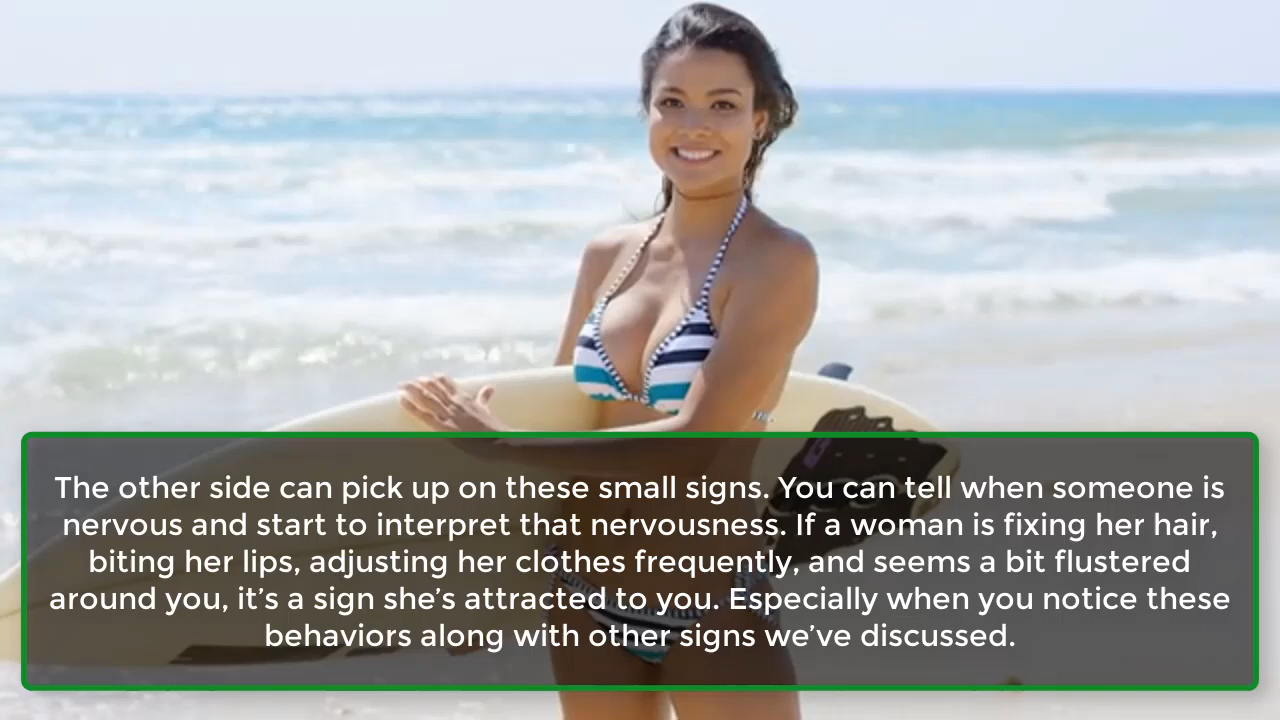 The other side can pick up on these small signs. You can tell when someone is
nervous and start to interpret that nervousness. If a woman is fixing her hair,
biting her lips, adjusting her clothes frequently, and seems a bit flustered
around you, it’s a sign she’s attracted to you. Especially when you notice these
behaviors along with other signs we’ve discussed.